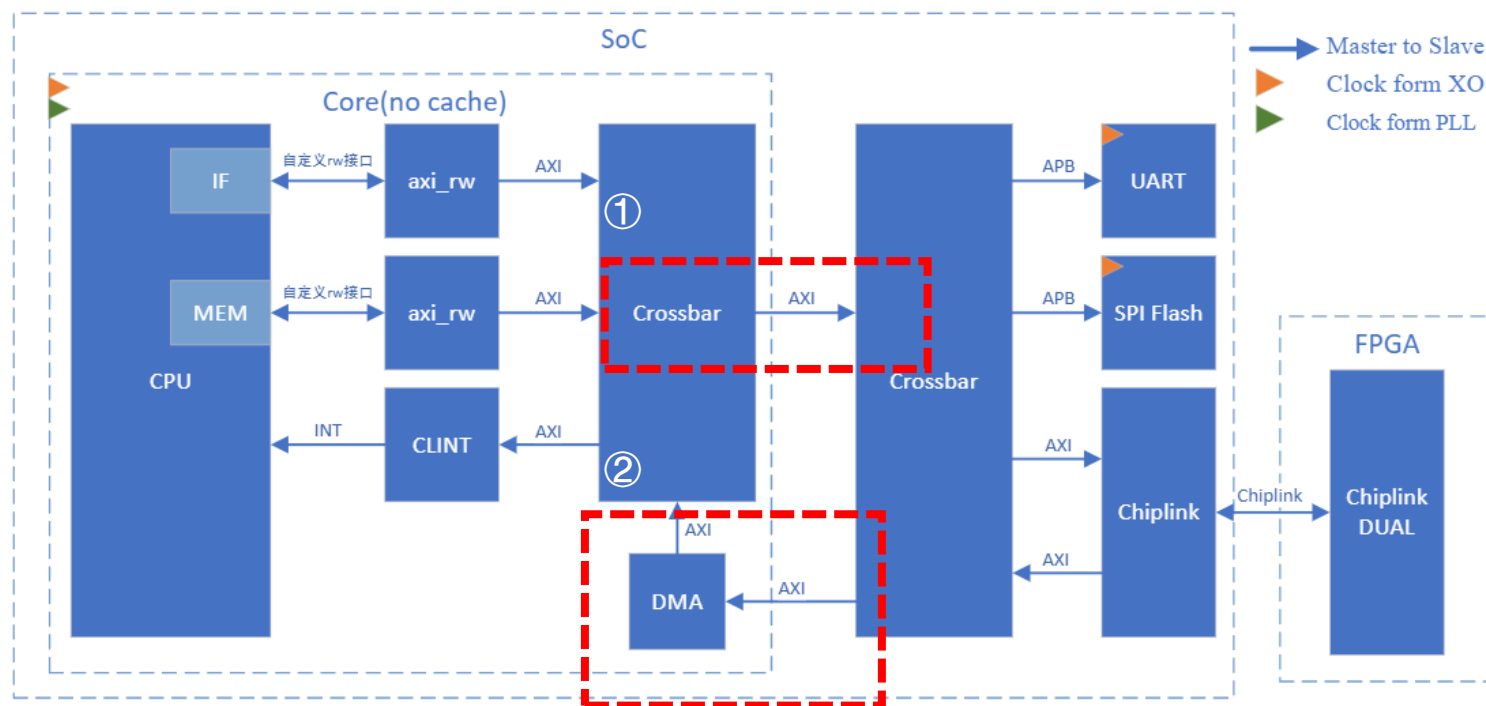 SoC
Master to Slave
Clock form XO
Clock form PLL
Core(no cache)
IF
自定义rw接口
axi_rw
AXI
①
APB
UART
MEM
自定义rw接口
axi_rw
AXI
Crossbar
AXI
APB
SPI Flash
FPGA
CPU
Crossbar
INT
CLINT
AXI
②
AXI
Chiplink
Chiplink
Chiplink
DUAL
AXI
DMA
AXI
AXI